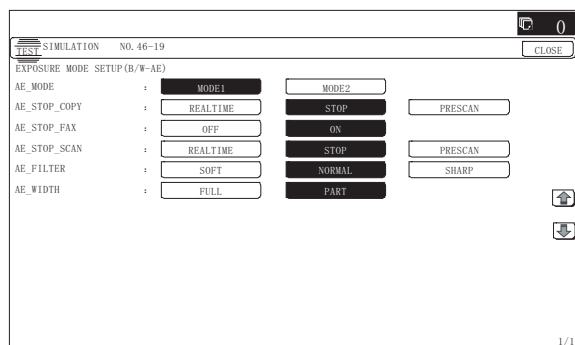 0
TEST SIMULATION NO. 46-19 CLOSE
EXPOSURE MODE SETUP(B/W-AE)
AE_MODE : MODE1 MODE2
AE_STOP_COPY : REALTIME STOP PRESCAN
AE_STOP_FAX : OFF ON
AE_STOP_SCAN : REALTIME STOP PRESCAN
AE_FILTER : SOFT NORMAL SHARP
AE_WIDTH : FULL PART
1/1